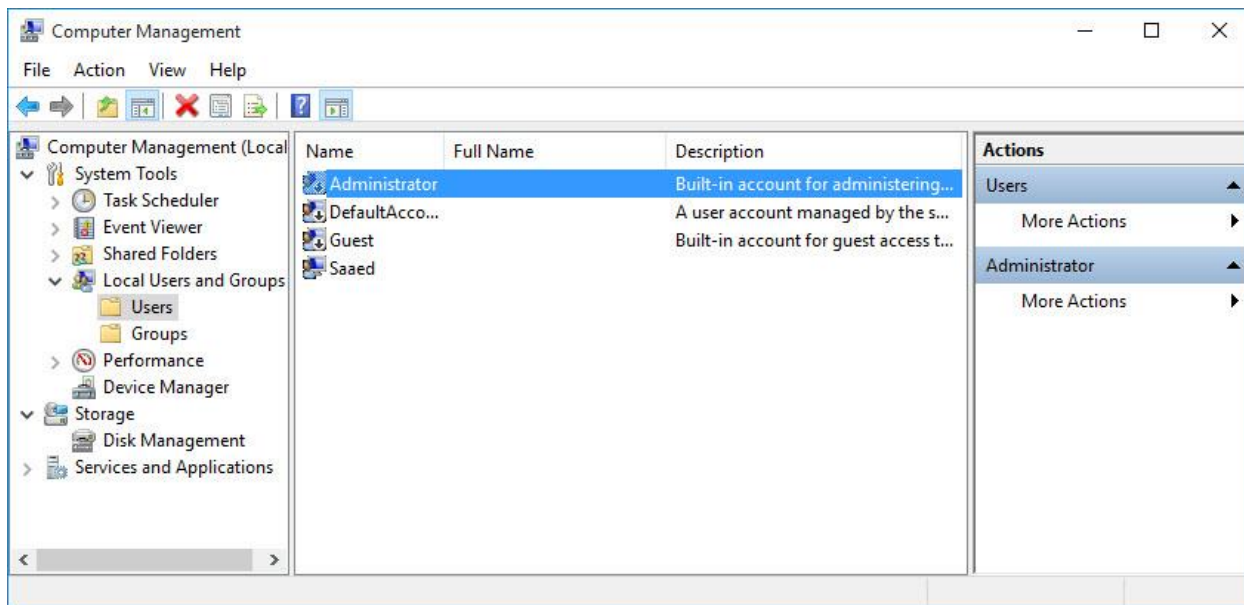 Computer Management
File Action View Help
Computer Management (Local
System Tools
Task Scheduler
Event Viewer
Shared Folders
Local Users and Groups
Users
Groups
Performance
Device Manager
Storage
Disk Management
Services and Applications
Name Full Name Description
Administrator Built-in account for administering...
DefaultAcco... A user account managed by the s...
Guest Built-in account for guest access t...
Saaed
Actions
Users
More Actions
Administrator
More Actions